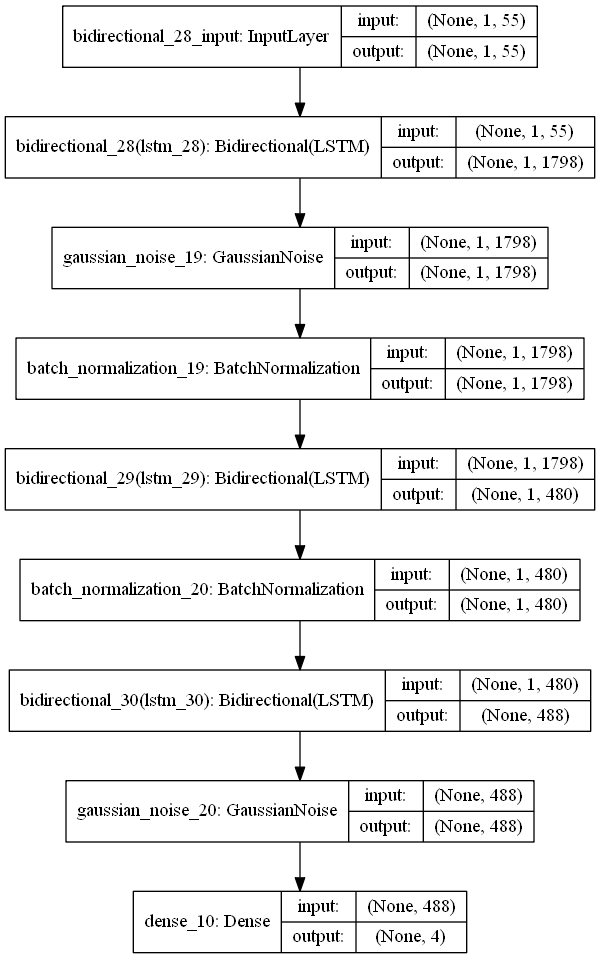 bidirectional_28_input: InputLayer
input: (None, 1, 55)
output: (None, 1, 55)
bidirectional_28(lstm_28): Bidirectional(LSTM)
input: (None, 1, 55)
output: (None, 1, 1798)
gaussian_noise_19: GaussianNoise
input: (None, 1, 1798)
output: (None, 1, 1798)
batch_normalization_19: BatchNormalization
input: (None, 1, 1798)
output: (None, 1, 1798)
bidirectional_29(lstm_29): Bidirectional(LSTM)
input: (None, 1, 1798)
output: (None, 1, 480)
batch_normalization_20: BatchNormalization
input: (None, 1, 480)
output: (None, 1, 480)
bidirectional_30(lstm_30): Bidirectional(LSTM)
input: (None, 1, 480)
output: (None, 488)
gaussian_noise_20: GaussianNoise
input: (None, 488)
output: (None, 488)
dense_10: Dense
input: (None, 488)
output: (None, 4)